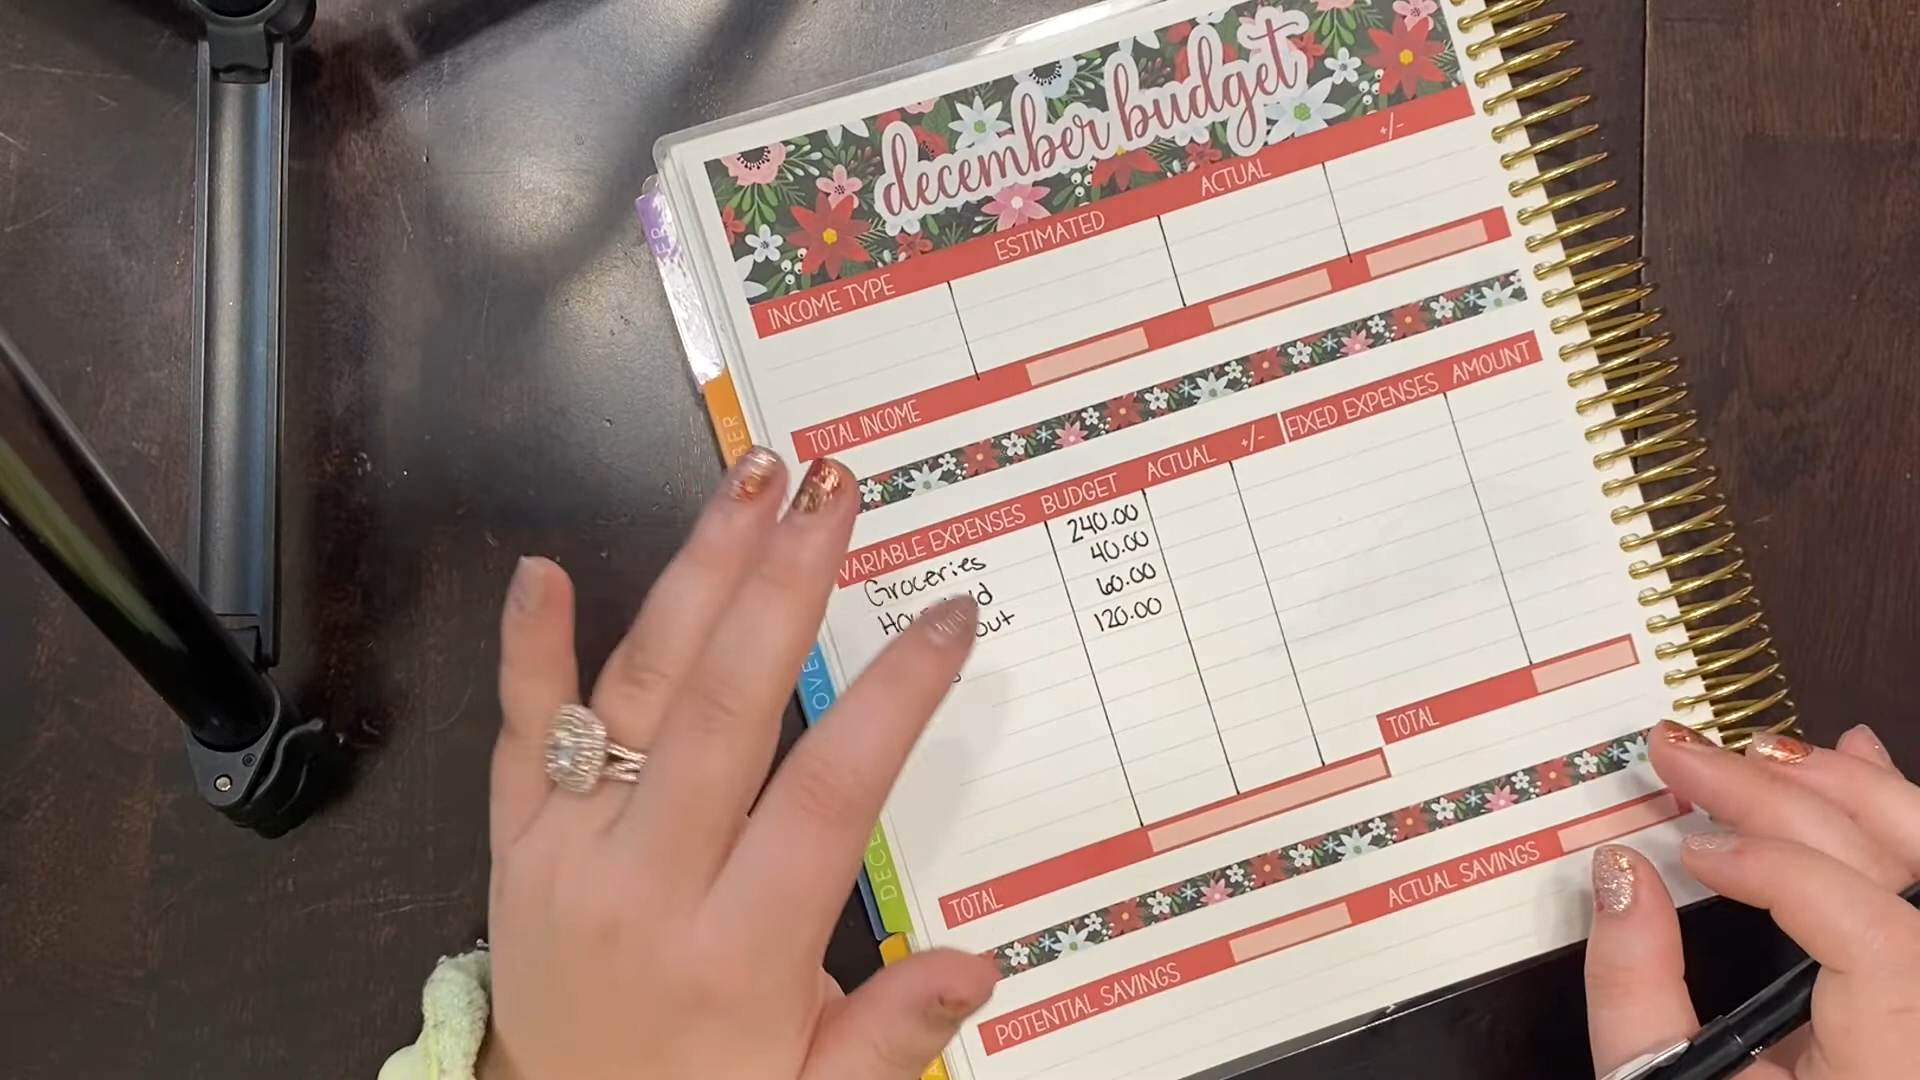 december budget
INCOME TYPE ESTIMATED ACTUAL +/-
TOTAL INCOME
VARIABLE EXPENSES BUDGET ACTUAL +/- FIXED EXPENSES AMOUNT
Groceries 240.00
40.00
out 60.00
120.00
TOTAL
TOTAL
POTENTIAL SAVINGS ACTUAL SAVINGS